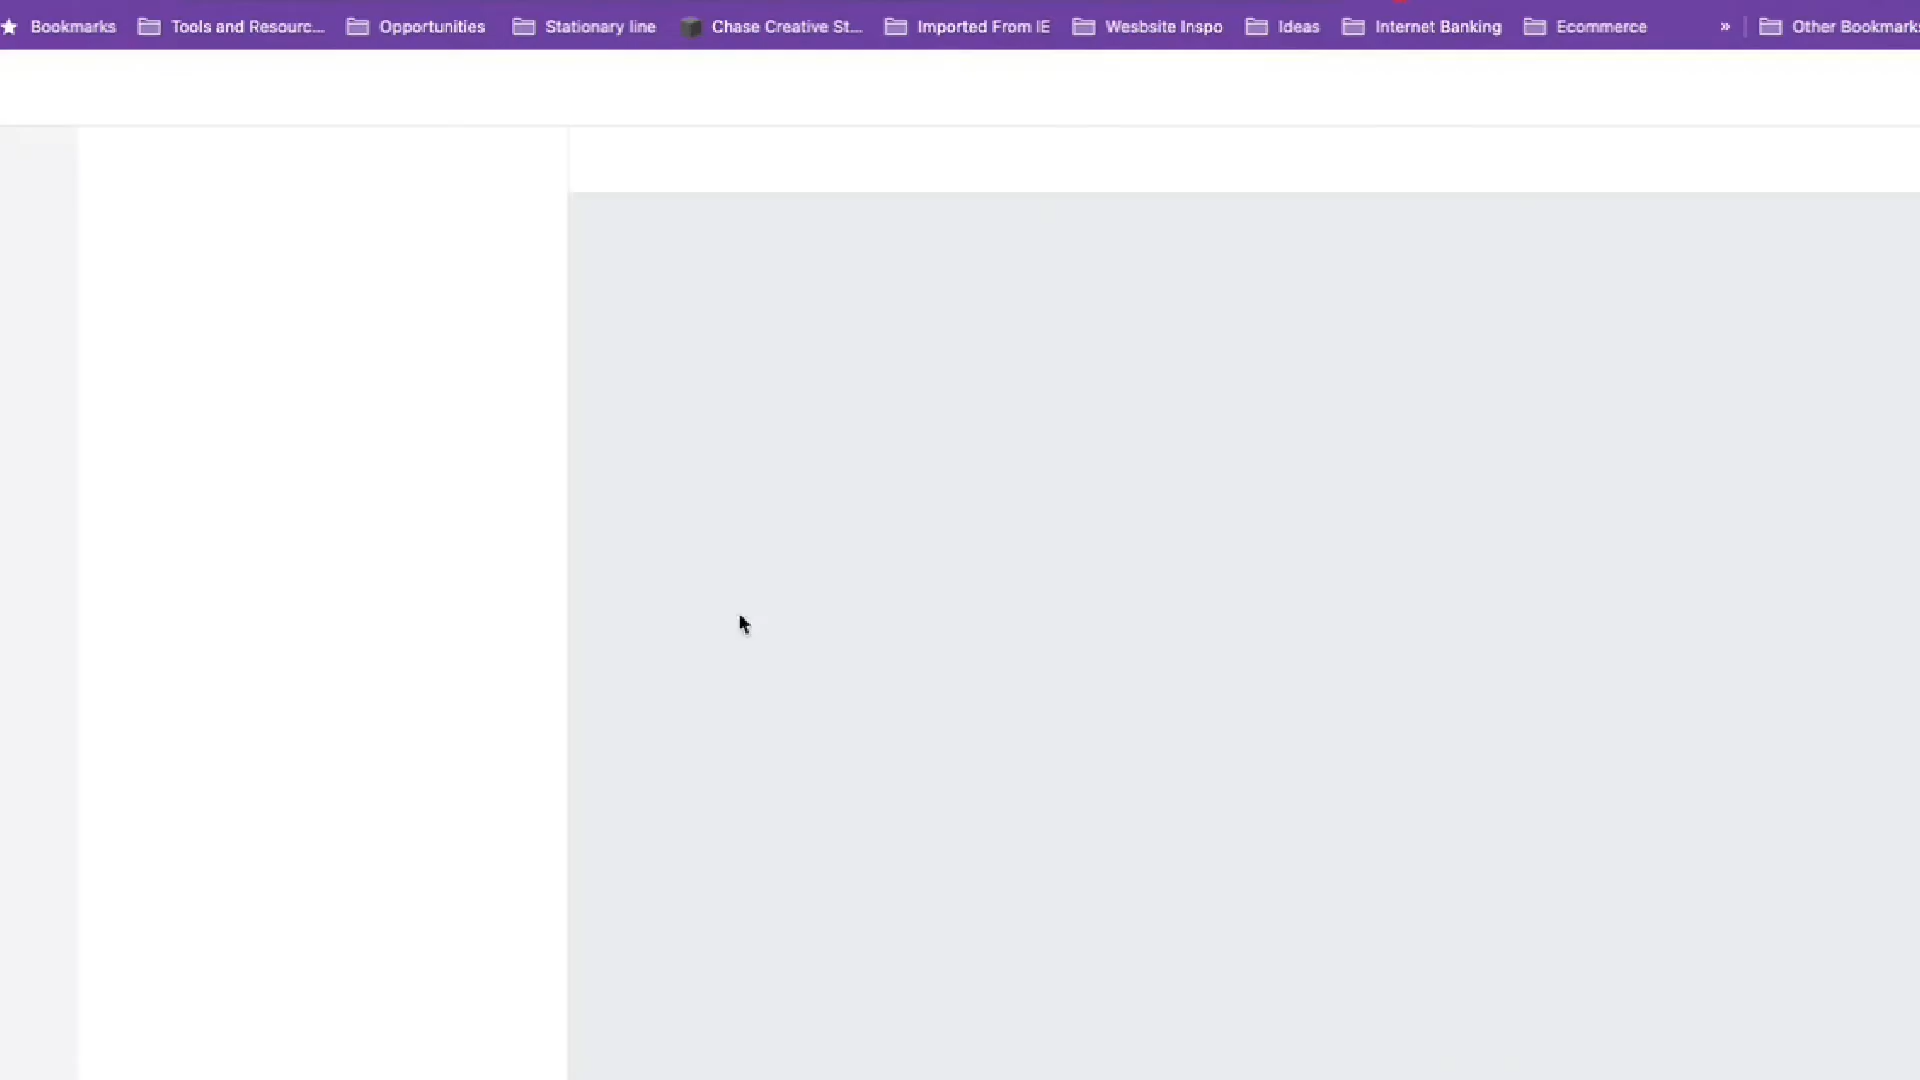 Bookmarks Tools and Resourc... Opportunities Stationary line Chase Creative St... Imported From IE Wesbsite Inspo Ideas Internet Banking Ecommerce » Other Bookmarks